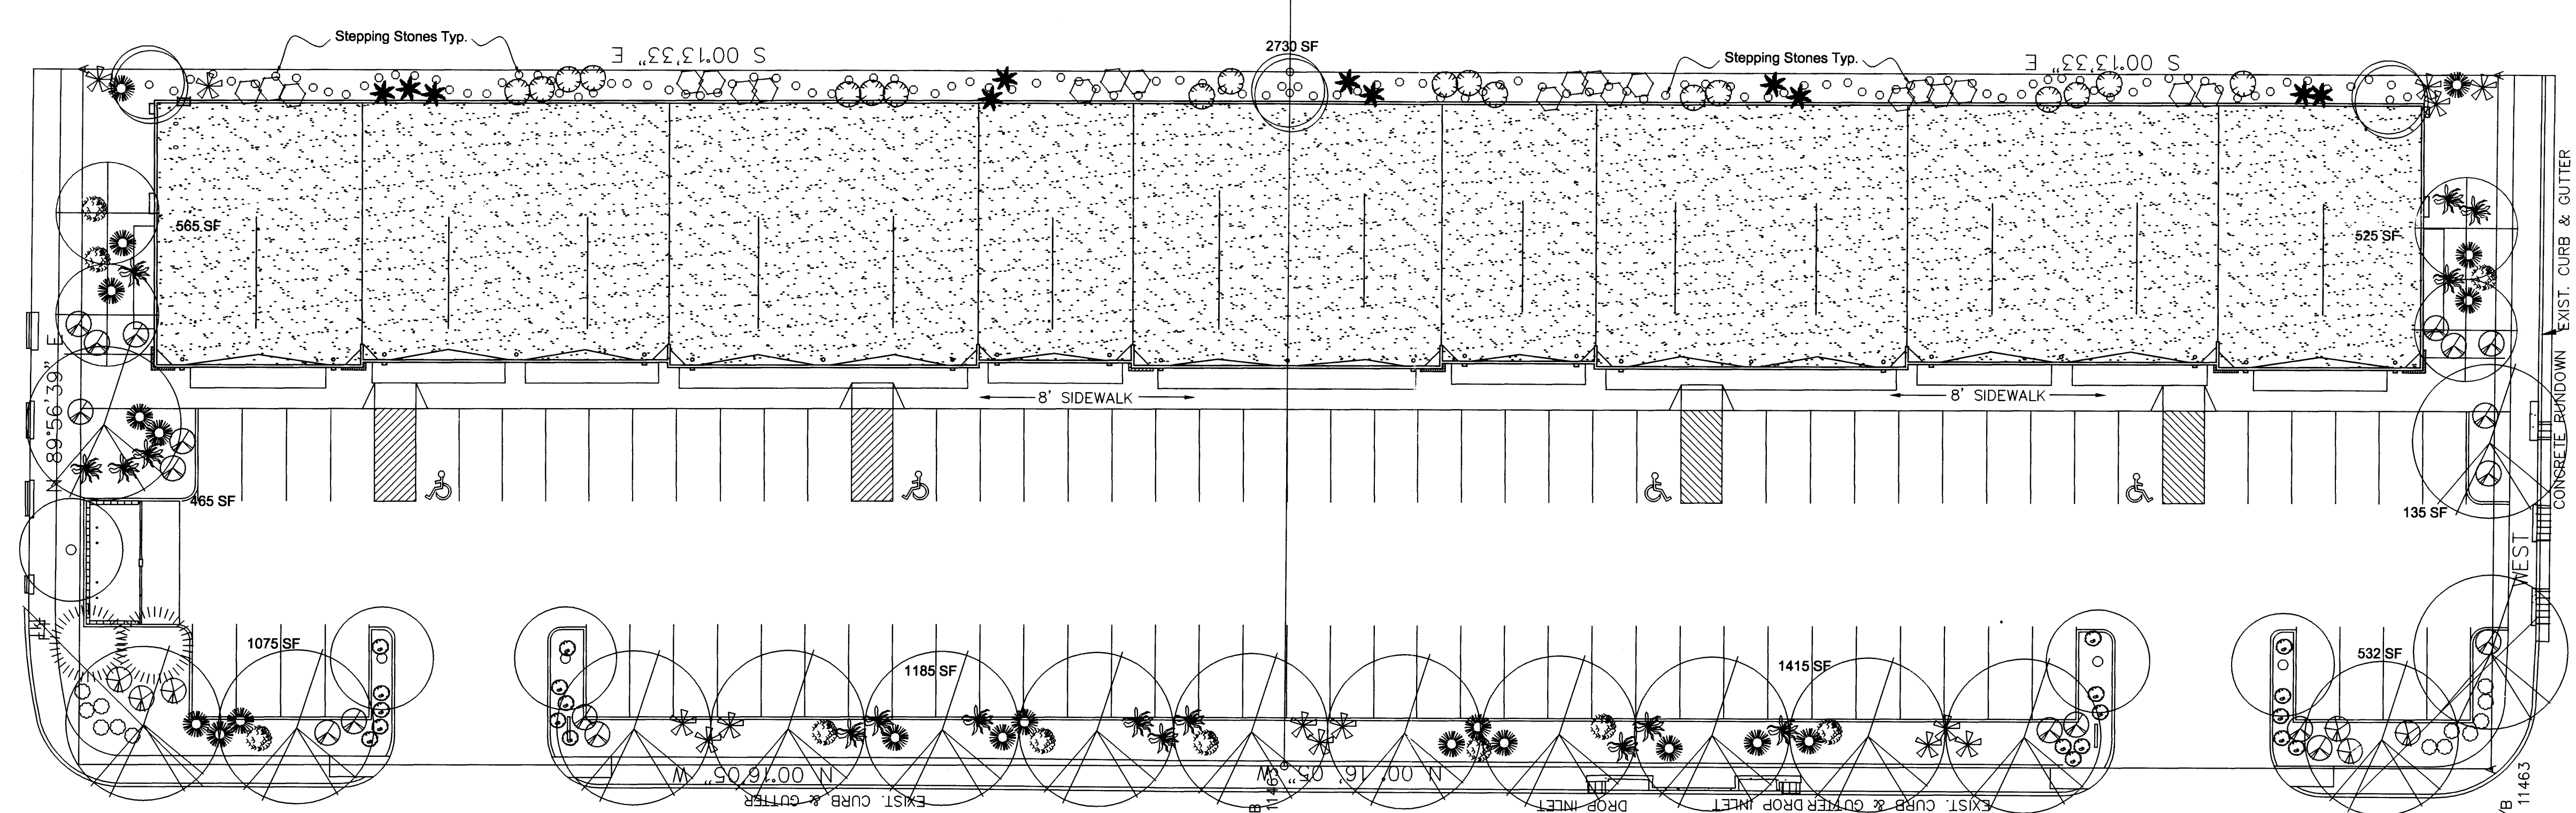 Stepping Stones Typ.
S 00°13'33" E
2730 SF
Stepping Stones Typ.
S 00°13'33" E
565 SF
525 SF
EXIST. CURB & GUTTER
CONSRETE RUNDOWN
N 89°56'39" E
8' SIDEWALK
8' SIDEWALK
465 SF
135 SF
WEST
1075 SF
1185 SF
1415 SF
532 SF
N 00°16'05" W
N 00° 16' 05" W
EXIST. CURB & GUTTER
B
11463
DROP INLET
DROP INLET
EXIST. CURB & GUTTER
/B
11463